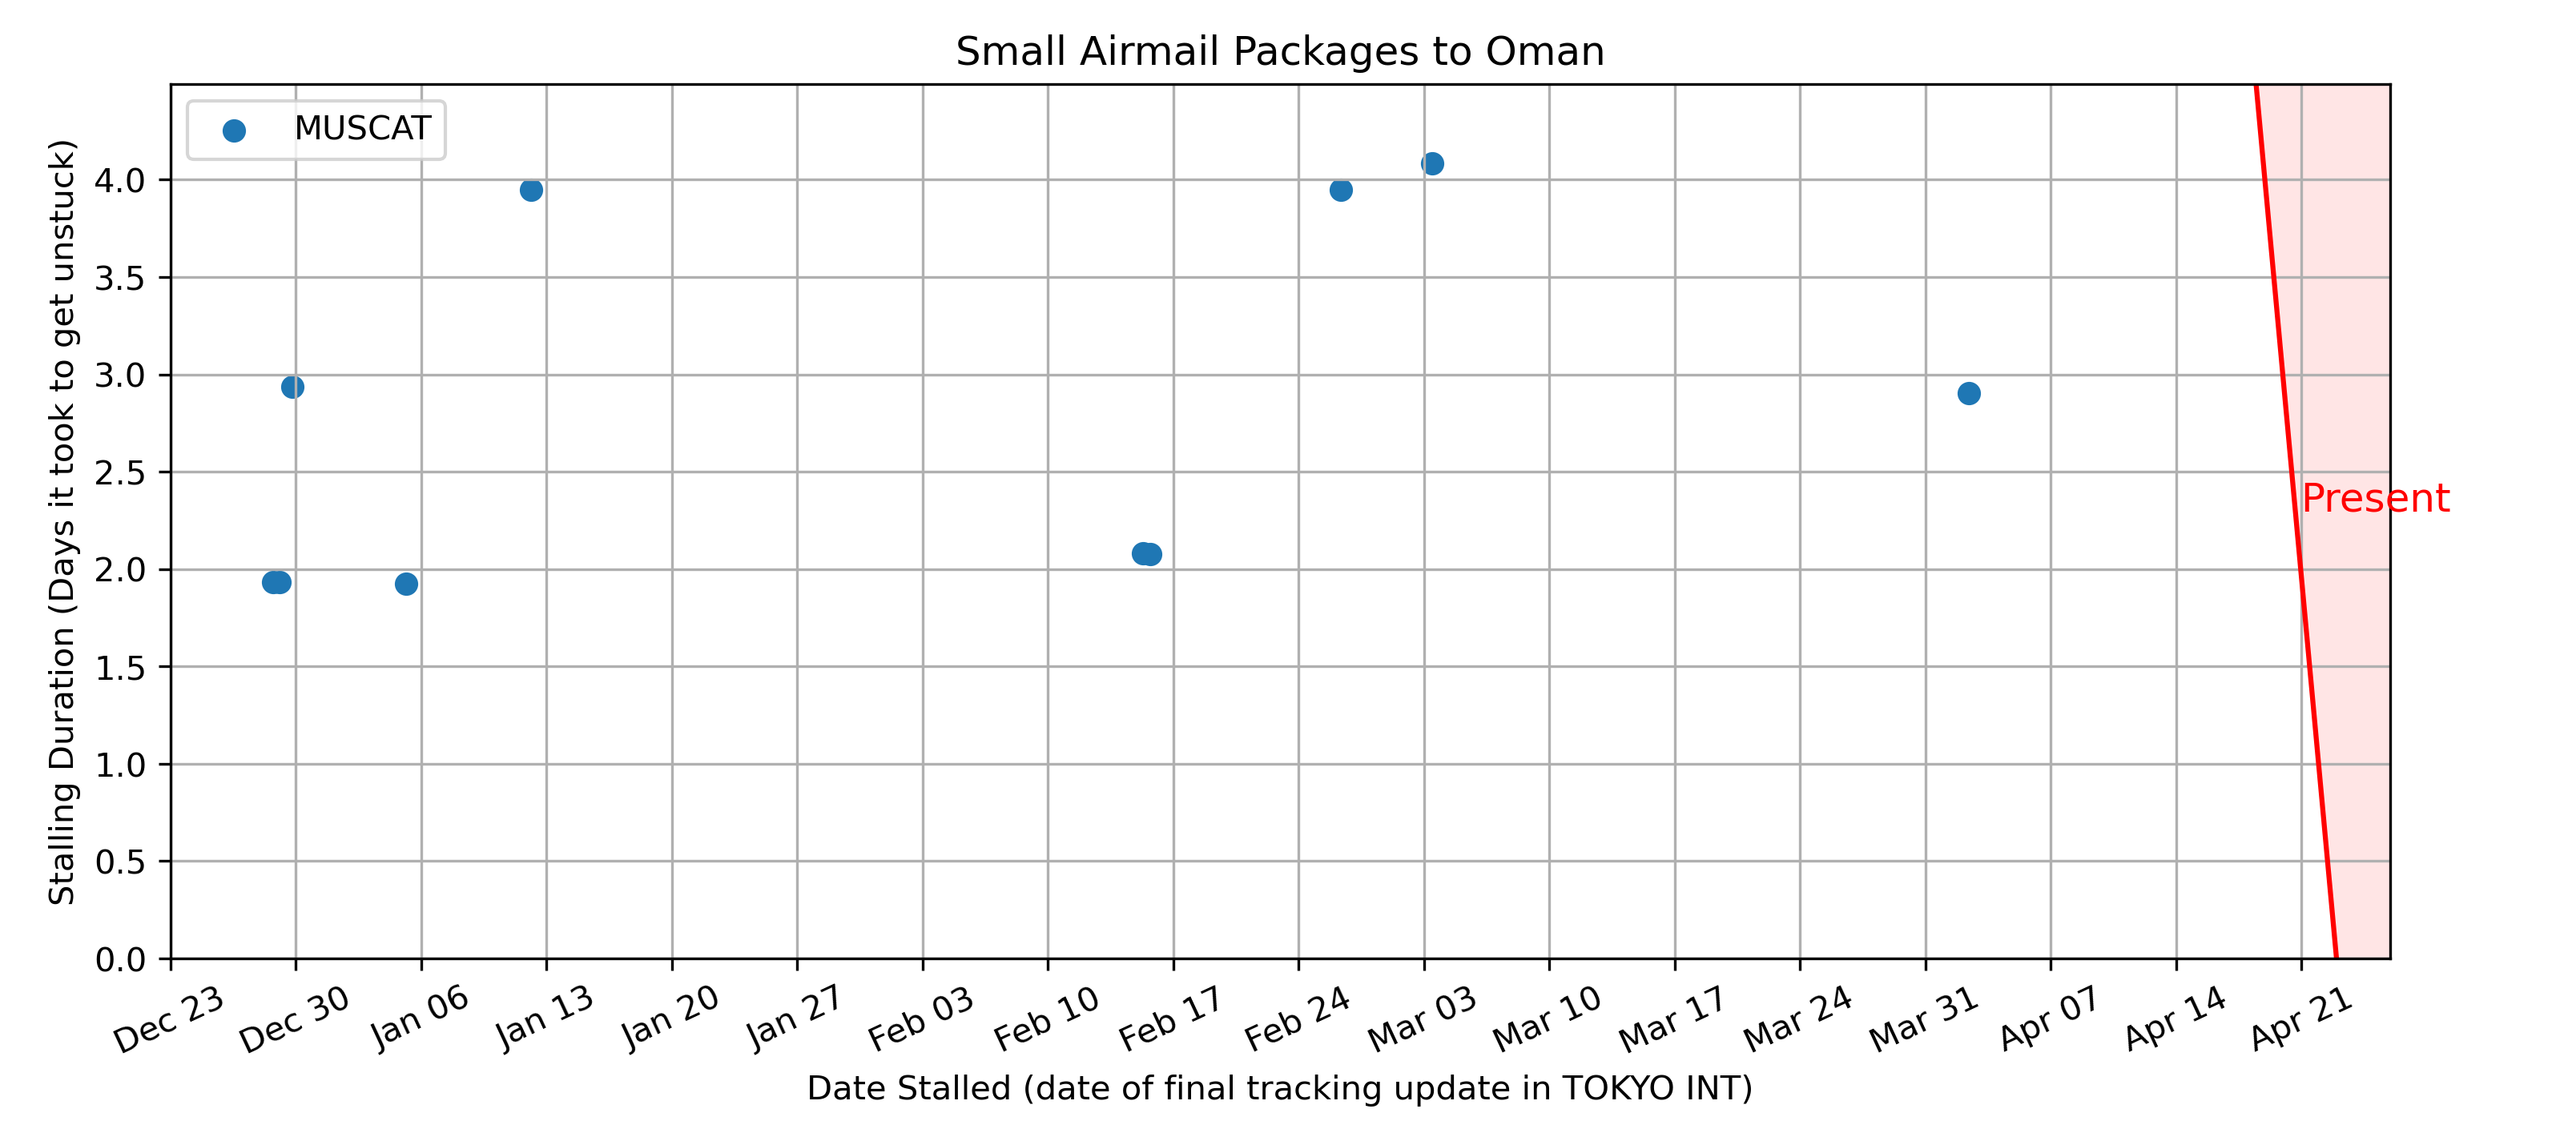 Small Airmail Packages to Oman
MUSCAT
Stalling Duration (Days it took to get unstuck)
4.0
3.5
3.0
2.5
2.0
1.5
1.0
0.5
0.0
Present
Dec 23 Dec 30 Jan 06 Jan 13 Jan 20 Jan 27 Feb 03 Feb 10 Feb 17 Feb 24 Mar 03 Mar 10 Mar 17 Mar 24 Mar 31 Apr 07 Apr 14 Apr 21
Date Stalled (date of final tracking update in TOKYO INT)